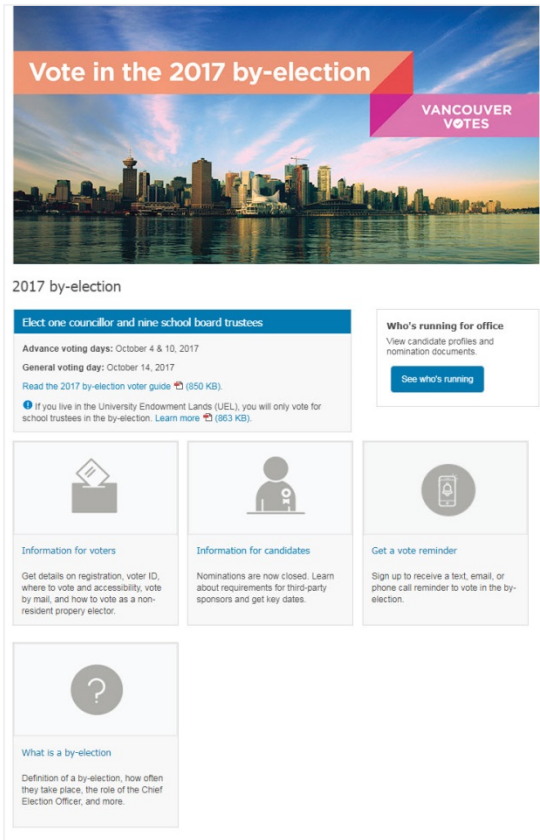 Vote in the 2017 by-election
VANCOUVER
VOTES
2017 by-election
Elect one councillor and nine school board trustees
Advance voting days: October 4 & 10, 2017
General voting day: October 14, 2017
Read the 2017 by-election voter guide (850 KB).
If you live in the University Endowment Lands (UEL), you will only vote for
school trustees in the by-election. Learn more (863 KB).
Who's running for office
View candidate profiles and
nomination documents.
See who's running
Information for voters
Get details on registration, voter ID,
where to vote and accessibility, vote
by mail, and how to vote as a non-
resident propery elector.
Information for candidates
Nominations are now closed. Learn
about requirements for third-party
sponsors and get key dates.
Get a vote reminder
Sign up to receive a text, email, or
phone call reminder to vote in the by-
election.
What is a by-election
Definition of a by-election, how often
they take place, the role of the Chief
Election Officer, and more.